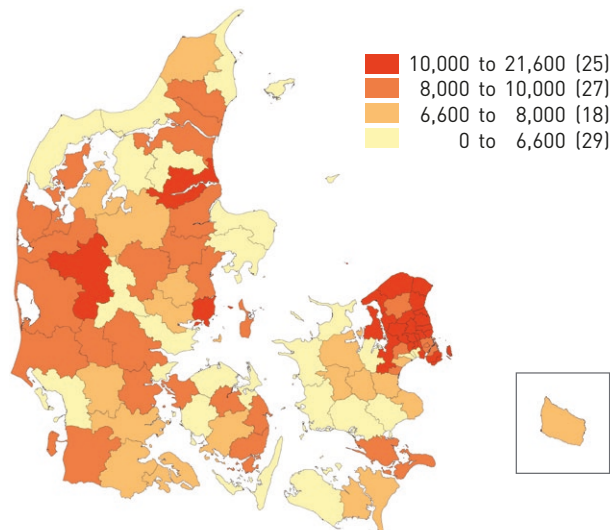 10,000 to 21,600 (25)
8,000 to 10,000 (27)
6,600 to 8,000 (18)
0 to 6,600 (29)